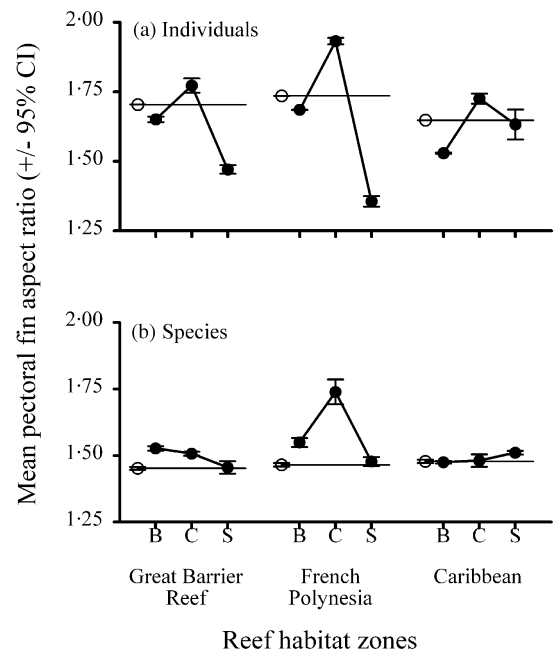 Mean pectoral fin aspect ratio (+/- 95% CI)
(a) Individuals
2·00
1·75
1·50
1·25
(b) Species
2·00
1·75
1·50
1·25
B C S B C S B C S
Great Barrier Reef
French Polynesia
Caribbean
Reef habitat zones